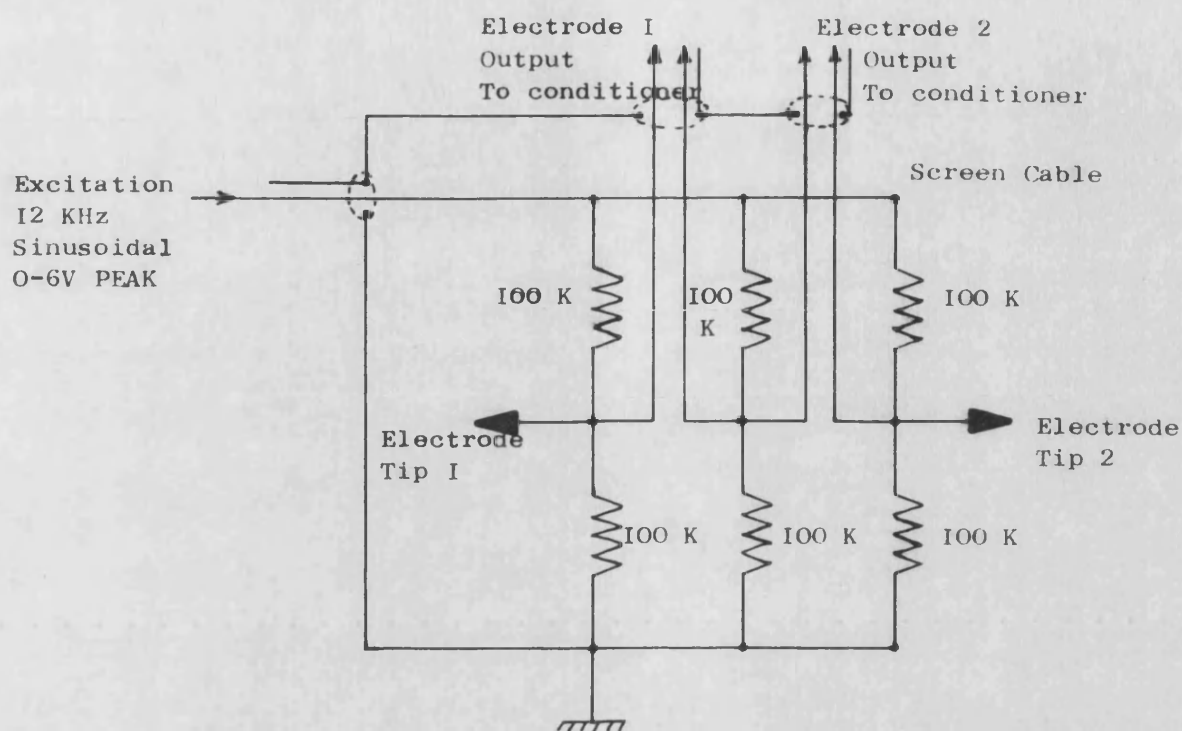 Electrode I
Output
To conditioner
Electrode 2
Output
To conditioner
Screen Cable
Excitation
I2 KHz
Sinusoidal
O-6V PEAK
I00 K
I00
K
I00 K
Electrode
Tip I
Electrode
Tip 2
I00 K
I00 K
I00 K